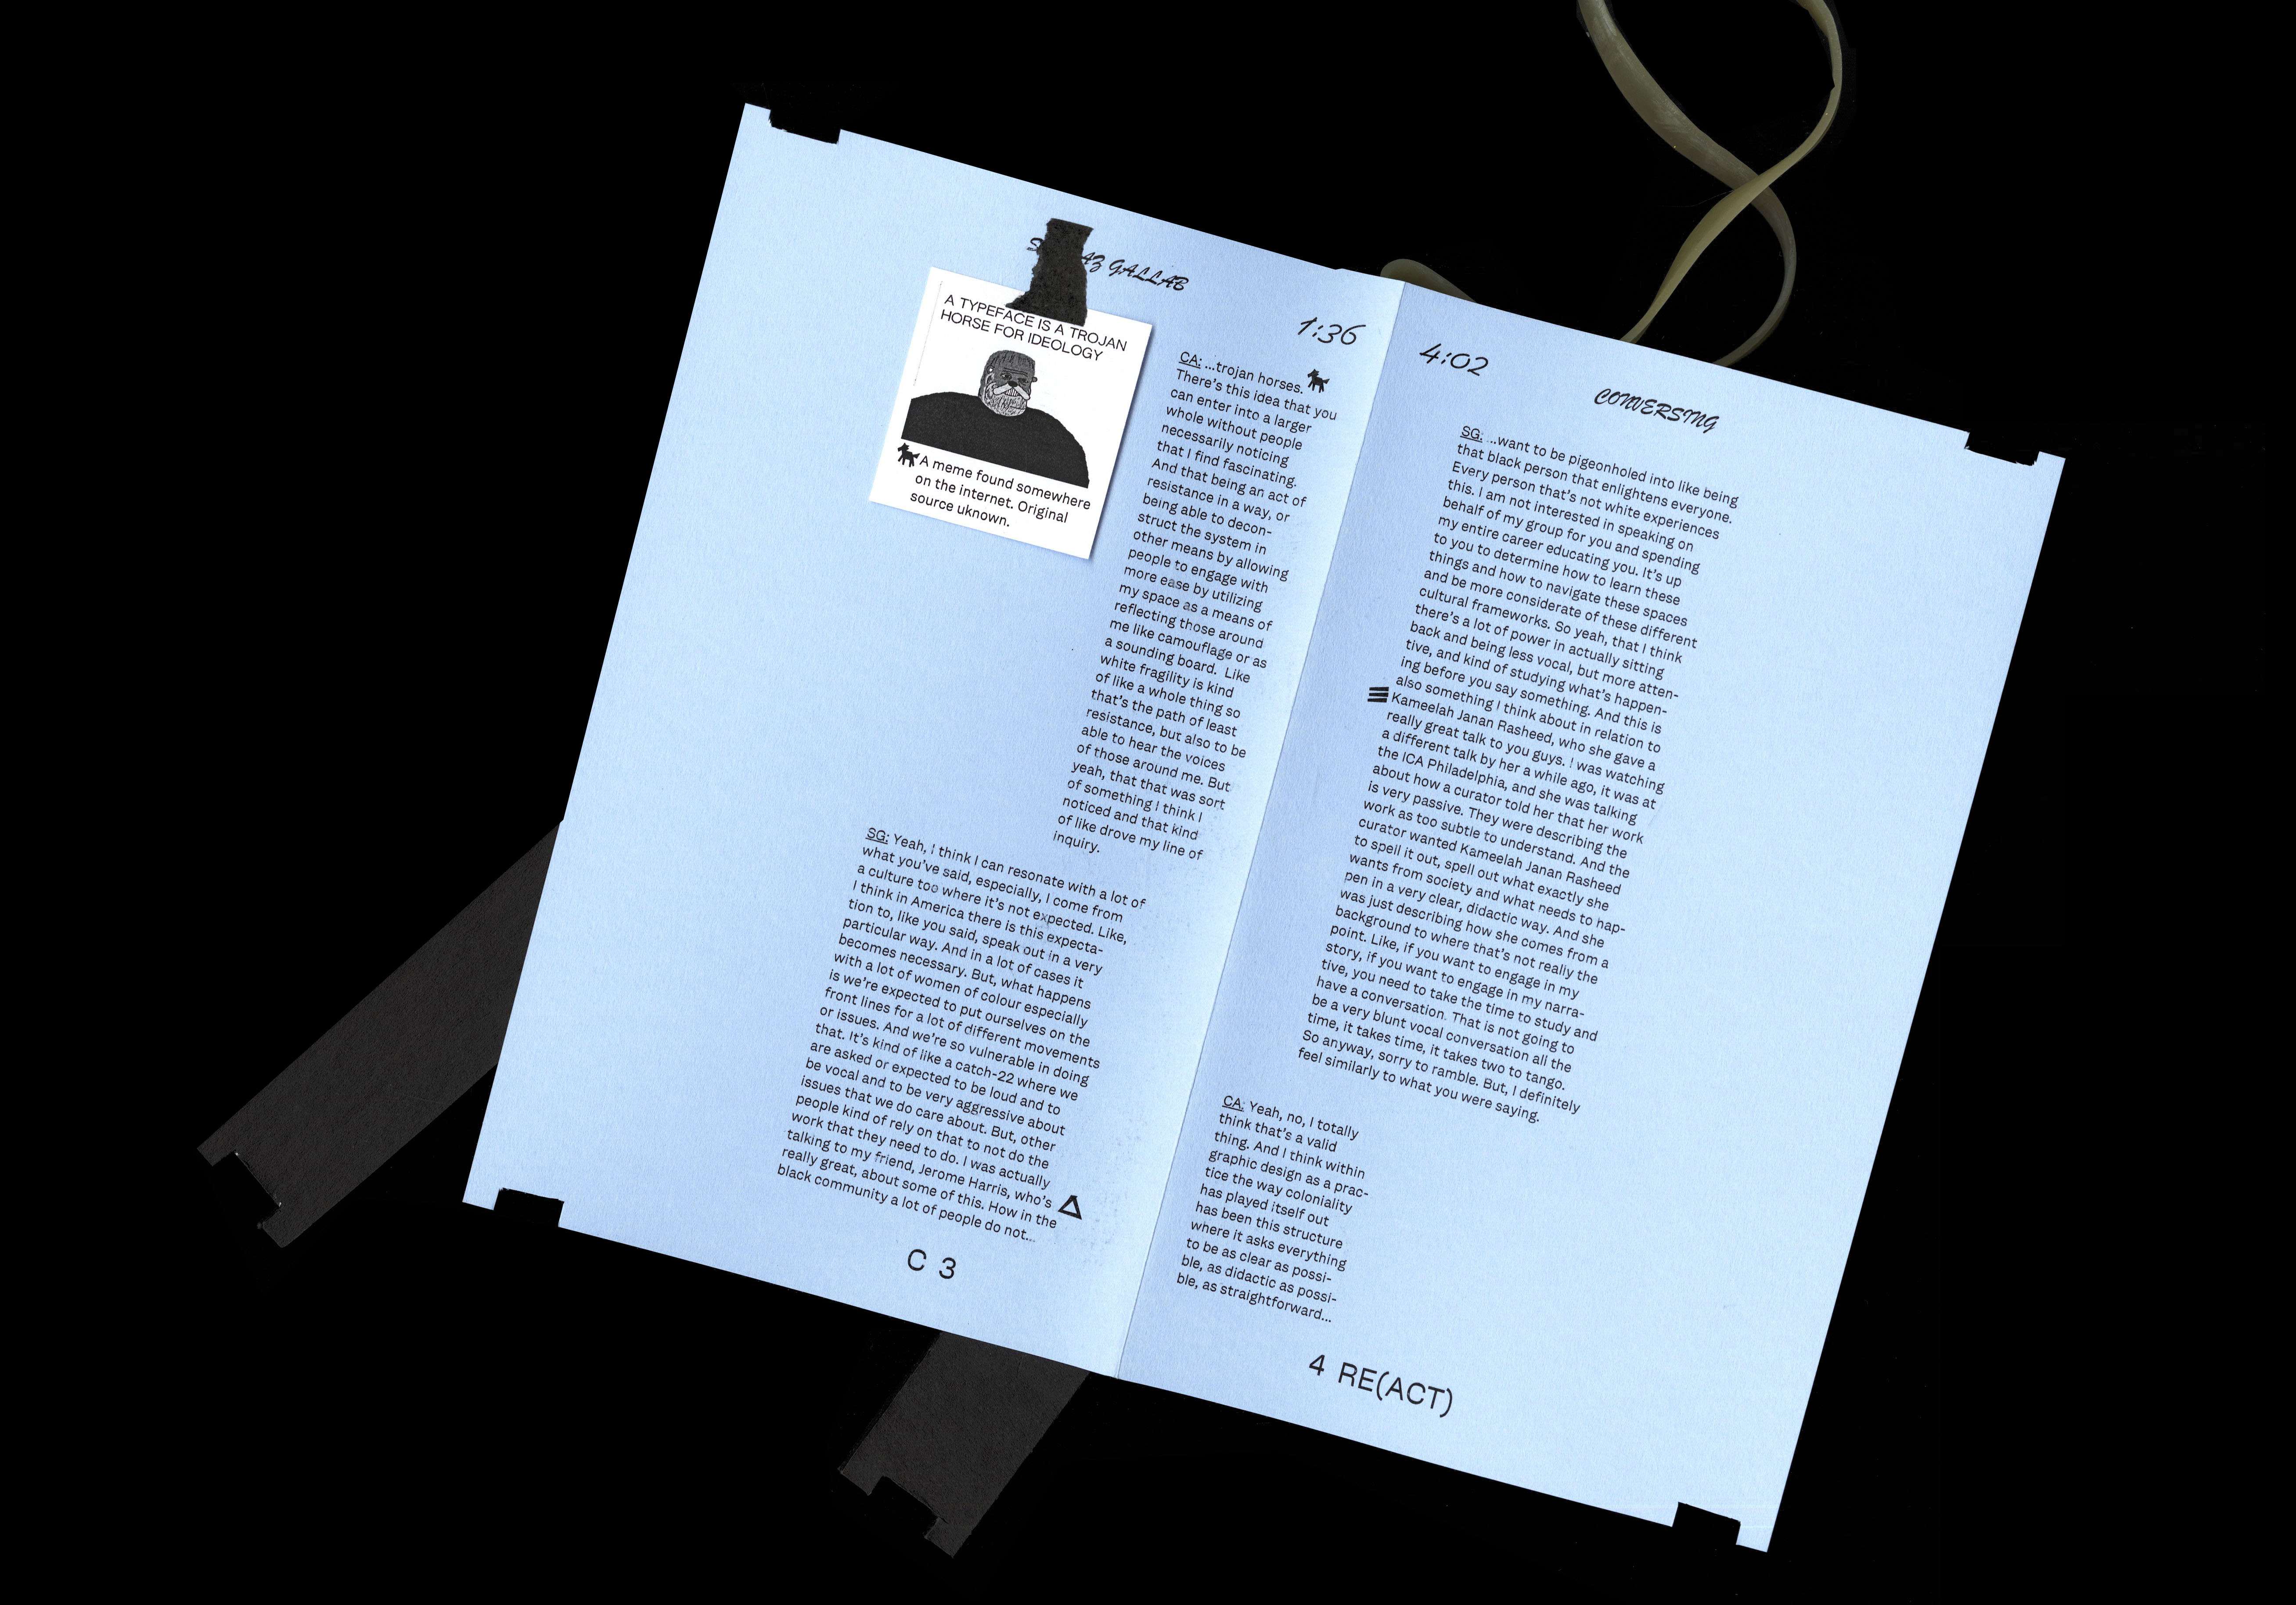 GALLAB
A TYPEFACE IS A TROJAN
HORSE FOR IDEOLOGY
A meme found somewhere
on the internet. Original
source uknown.
1:36
CA: ...trojan horses.
There's this idea that you
can enter into a larger
whole without people
necessarily noticing
that I find fascinating.
And that being an act of
resistance in a way, or
being able to decon-
struct the system in
other means by allowing
people to engage with
more ease by utilizing
my space as a means of
reflecting those around
me like camouflage or as
a sounding board. Like
white fragility is kind
of like a whole thing so
that's the path of least
resistance, but also to be
able to hear the voices
of those around me. But
yeah, that that was sort
of something I think I
noticed and that kind
of like drove my line of
inquiry.
SG: Yeah, I think I can resonate with a lot of
what you've said, especially, I come from
a culture too where it's not expected. Like,
I think in America there is this expecta-
tion to, like you said, speak out in a very
particular way. And in a lot of cases it
becomes necessary. But, what happens
with a lot of women of colour especially
is we're expected to put ourselves on the
front lines for a lot of different movements
or issues. And we're so vulnerable in doing
that. It's kind of like a catch-22 where we
are asked or expected to be loud and to
be vocal and to be very aggressive about
issues that we do care about. But, other
people kind of rely on that to not do the
work that they need to do. I was actually
talking to my friend, Jerome Harris, who's
really great, about some of this. How in the
black community a lot of people do not...
C 3
4:02
CONVERSING
SG: ...want to be pigeonholed into like being
that black person that enlightens everyone.
Every person that's not white experiences
this. I am not interested in speaking on
behalf of my group for you and spending
my entire career educating you. It's up
to you to determine how to learn these
things and how to navigate these spaces
and be more considerate of these different
cultural frameworks. So yeah, that I think
there's a lot of power in actually sitting
back and being less vocal, but more atten-
tive, and kind of studying what's happen-
ing before you say something. And this is
also something I think about in relation to
Kameelah Janan Rasheed, who she gave a
really great talk to you guys. I was watching
a different talk by her a while ago, it was at
the ICA Philadelphia, and she was talking
about how a curator told her that her work
is very passive. They were describing the
work as too subtle to understand. And the
curator wanted Kameelah Janan Rasheed
to spell it out, spell out what exactly she
wants from society and what needs to hap-
pen in a very clear, didactic way. And she
was just describing how she comes from a
background to where that's not really the
point. Like, if you want to engage in my
story, if you want to engage in my narra-
tive, you need to take the time to study and
have a conversation. That is not going to
be a very blunt vocal conversation all the
time, it takes time, it takes two to tango.
So anyway, sorry to ramble. But, I definitely
feel similarly to what you were saying.
CA: Yeah, no, I totally
think that's a valid
thing. And I think within
graphic design as a prac-
tice the way coloniality
has played itself out
has been this structure
where it asks everything
to be as clear as possi-
ble, as didactic as possi-
ble, as straightforward...
4 RE(ACT)